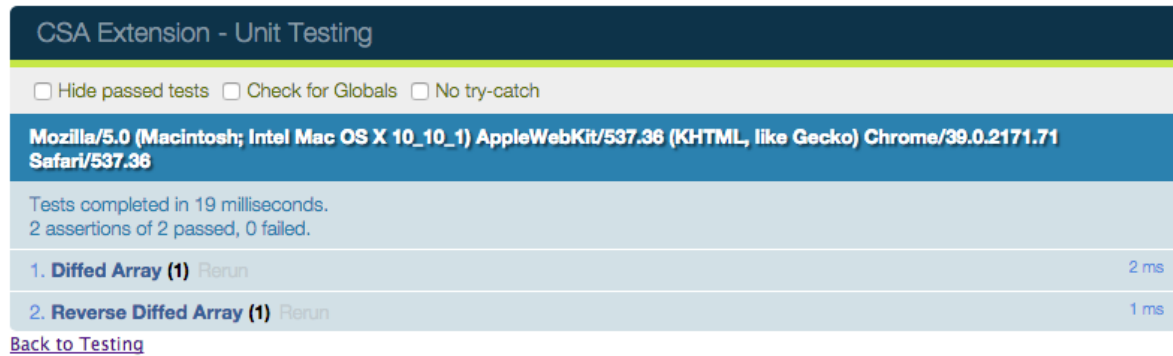 CSA Extension - Unit Testing
Hide passed tests Check for Globals No try-catch
Mozilla/5.0 (Macintosh; Intel Mac OS X 10_10_1) AppleWebKit/537.36 (KHTML, like Gecko) Chrome/39.0.2171.71
Safari/537.36
Tests completed in 19 milliseconds.
2 assertions of 2 passed, 0 failed.
1. Diffed Array (1) Rerun 2 ms
2. Reverse Diffed Array (1) Rerun 1 ms
Back to Testing